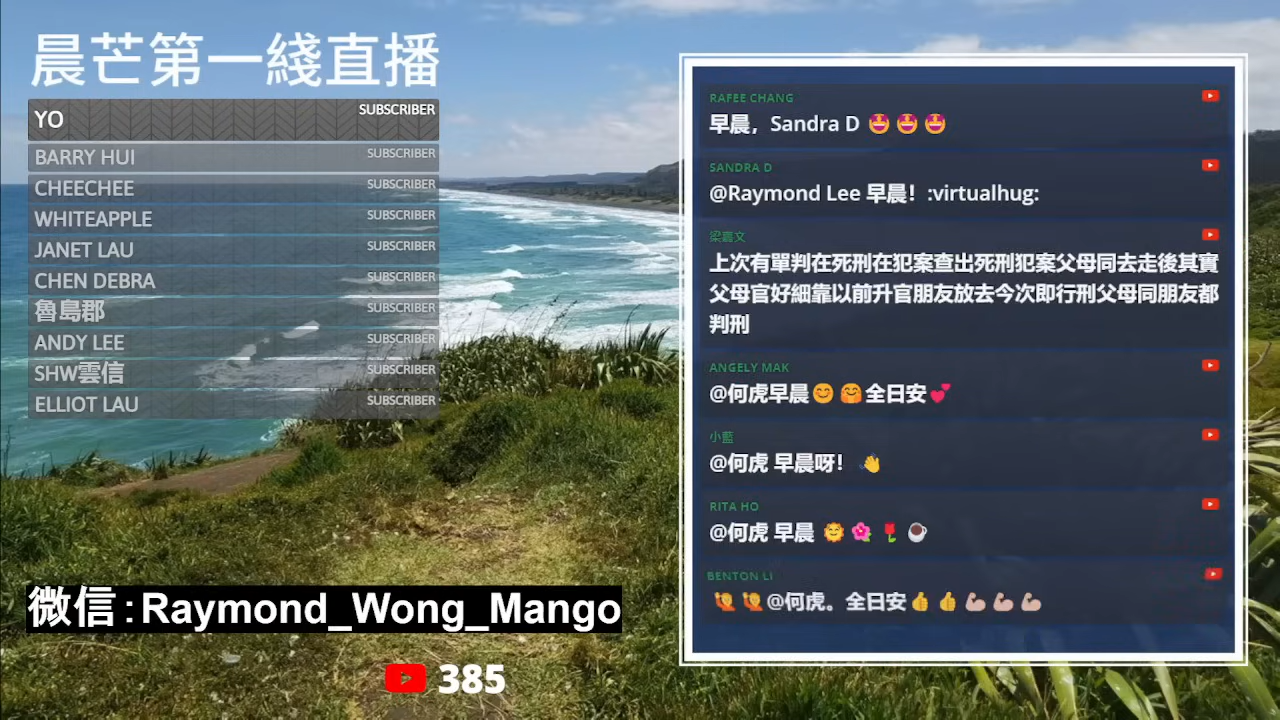 晨芒第一綫直播
YO SUBSCRIBER
BARRY HUI SUBSCRIBER
CHEECHEE SUBSCRIBER
WHITEAPPLE SUBSCRIBER
JANET LAU SUBSCRIBER
CHEN DEBRA SUBSCRIBER
魯島郡 SUBSCRIBER
ANDY LEE SUBSCRIBER
SHW雲信 SUBSCRIBER
ELLIOT LAU SUBSCRIBER
微信:Raymond_Wong_Mango
385
RAFEE CHANG
早晨，Sandra D 🤩🤩🤩
SANDRA D
@Raymond Lee 早晨！:virtualhug:
梁壽文
上次有單判在死刑在犯案查出死刑犯案父母同去走後其實
父母官好細靠以前升官朋友放去今次即行刑父母同朋友都
判刑
ANGELY MAK
@何虎早晨😊🤗全日安💕
小藍
@何虎 早晨呀！👋
RITA HO
@何虎 早晨 🌞🌺🌹☕
BENTON LI
🙋🙋@何虎。全日安👍👍💪💪💪